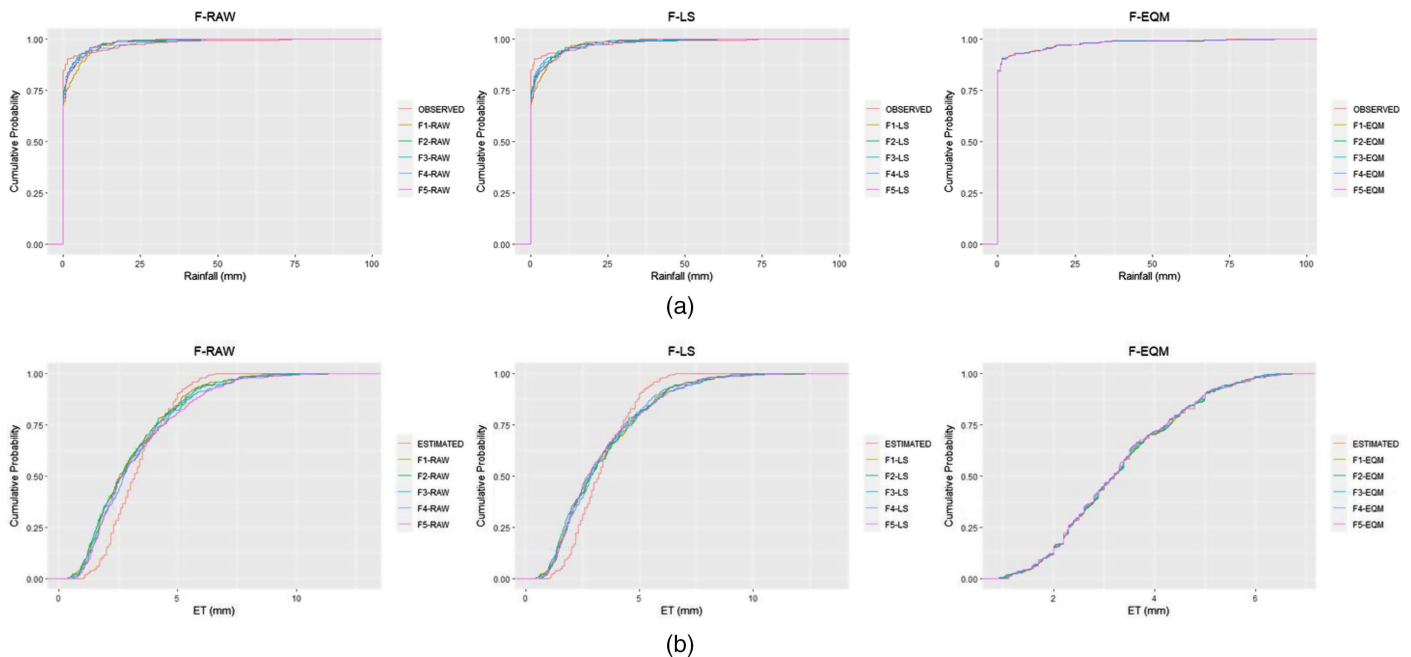 F-RAW
Cumulative Probability
1.00
0.75
0.50
0.25
0.00
0
25
50
75
100
Rainfall (mm)
OBSERVED
F1-RAW
F2-RAW
F3-RAW
F4-RAW
F5-RAW
F-LS
Cumulative Probability
1.00
0.75
0.50
0.25
0.00
0
25
50
75
100
Rainfall (mm)
OBSERVED
F1-LS
F2-LS
F3-LS
F4-LS
F5-LS
F-EQM
Cumulative Probability
1.00
0.75
0.50
0.25
0.00
0
25
50
75
100
Rainfall (mm)
OBSERVED
F1-EQM
F2-EQM
F3-EQM
F4-EQM
F5-EQM
(a)
F-RAW
Cumulative Probability
1.00
0.75
0.50
0.25
0.00
0
5
10
ET (mm)
ESTIMATED
F1-RAW
F2-RAW
F3-RAW
F4-RAW
F5-RAW
F-LS
Cumulative Probability
1.00
0.75
0.50
0.25
0.00
0
5
10
ET (mm)
ESTIMATED
F1-LS
F2-LS
F3-LS
F4-LS
F5-LS
F-EQM
Cumulative Probability
1.00
0.75
0.50
0.25
0.00
2
4
6
ET (mm)
ESTIMATED
F1-EQM
F2-EQM
F3-EQM
F4-EQM
F5-EQM
(b)